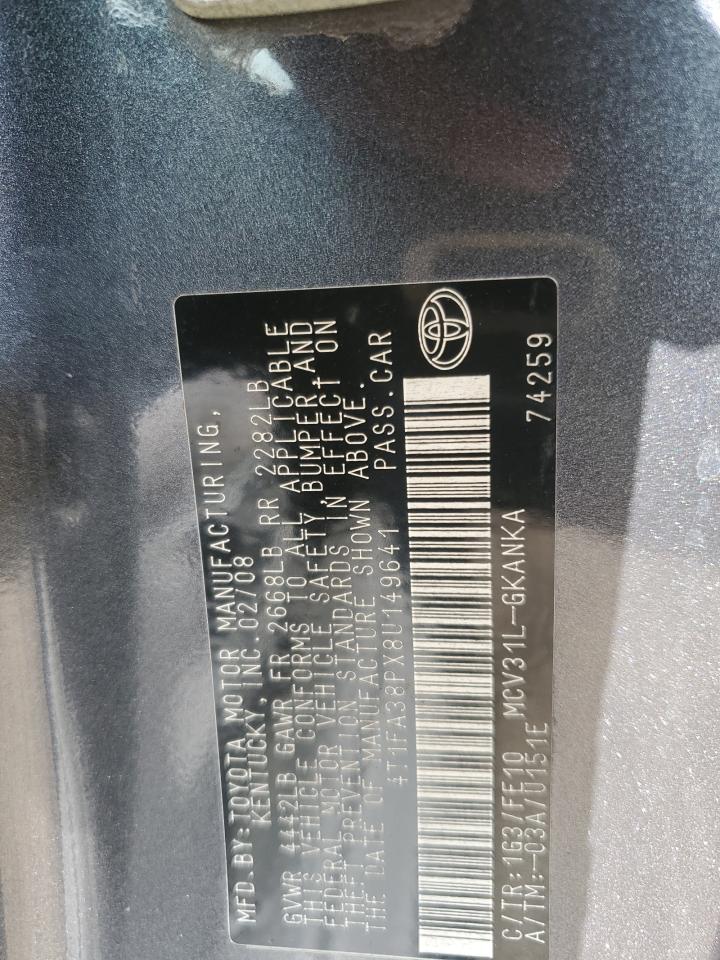 MFD.BY:TOYOTA MOTOR MANUFACTURING,
KENTUCKY, INC.02/08
GVWR 4442LB GAWR FR 2668LB RR 2282LB
THIS VEHICLE CONFORMS TO ALL APPLICABLE
FEDERAL MOTOR VEHICLE SAFETY, BUMPER,AND
THEFT PREVENTION STANDARDS IN EFFECT ON
THE DATE OF MANUFACTURE SHOWN ABOVE.
4T1FA38PX8U149641 PASS.CAR
C/TR:1G3/FE10 MCV31L-GKANKA 74259
A/TM:-03A/U151E